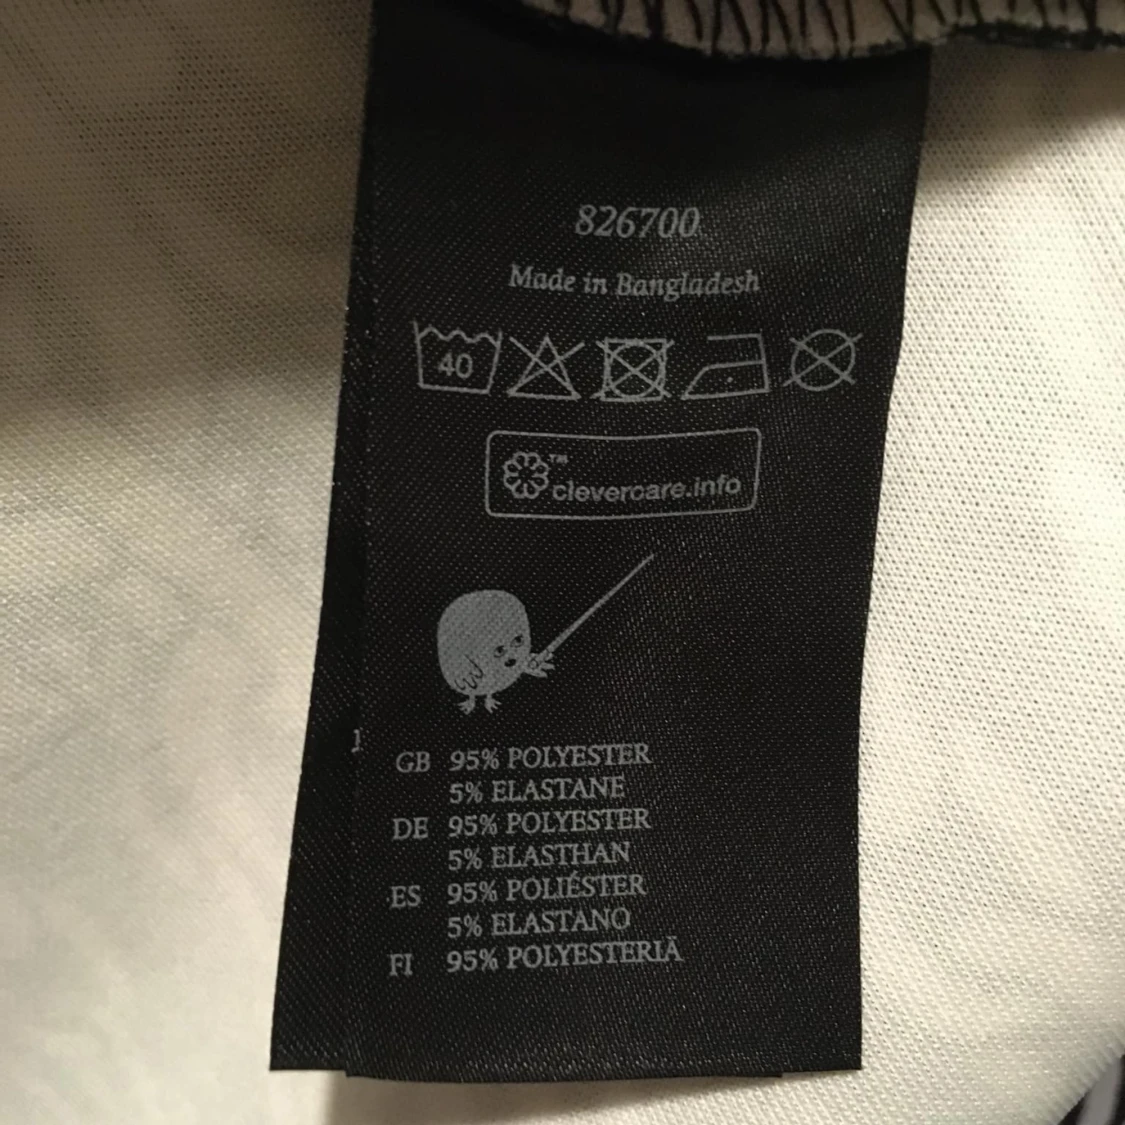 826700
Made in Bangladesh
40
™
clevercare.info
GB 95% POLYESTER
5% ELASTANE
DE 95% POLYESTER
5% ELASTHAN
ES 95% POLIÉSTER
5% ELASTANO
FI 95% POLYESTERIÄ